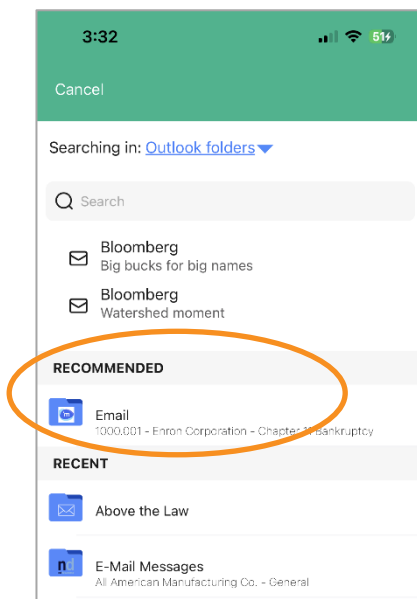 3:32
51
Cancel
Searching in: Outlook folders
Search
Bloomberg
Big bucks for big names
Bloomberg
Watershed moment
RECOMMENDED
Email
1000.001 - Enron Corporation - Chapter 11 Bankruptcy
RECENT
Above the Law
nd
E-Mail Messages
All American Manufacturing Co. - General